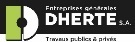 Entreprises générales
DHERTE S.A.
Travaux publics & privés